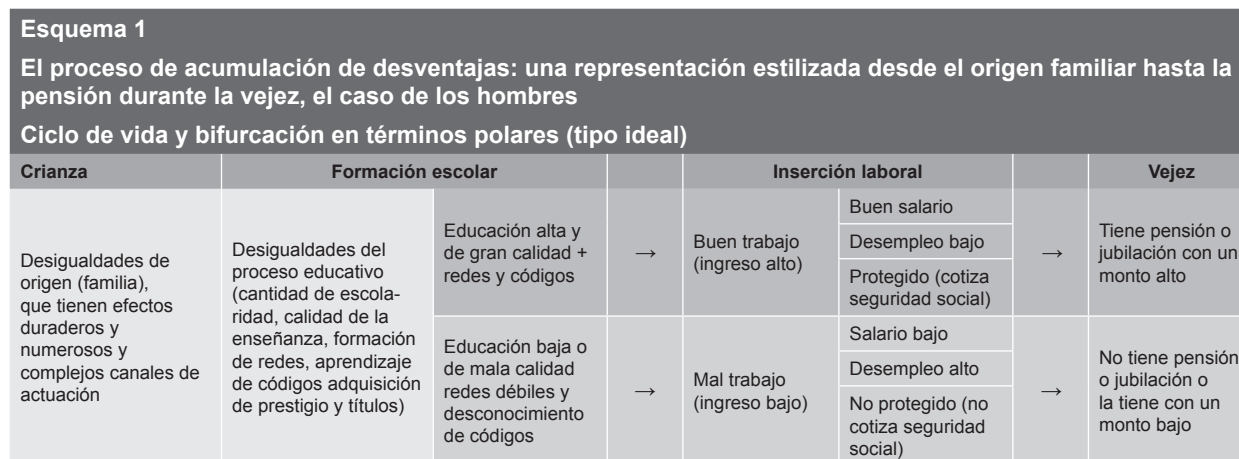 Esquema 1
El proceso de acumulación de desventajas: una representación estilizada desde el origen familiar hasta la
pensión durante la vejez, el caso de los hombres
Ciclo de vida y bifurcación en términos polares (tipo ideal)
Crianza
Formación escolar
Inserción laboral
Vejez
Desigualdades de
origen (familia),
que tienen efectos
duraderos y
numerosos y
complejos canales de
actuación
Desigualdades del
proceso educativo
(cantidad de escola-
ridad, calidad de la
enseñanza, formación
de redes, aprendizaje
de códigos adquisición
de prestigio y títulos)
Educación alta y
de gran calidad +
redes y códigos
→
Buen trabajo
(ingreso alto)
Buen salario
Desempleo bajo
Protegido (cotiza
seguridad social)
→
Tiene pensión o
jubilación con un
monto alto
Educación baja o
de mala calidad
redes débiles y
desconocimiento
de códigos
→
Mal trabajo
(ingreso bajo)
Salario bajo
Desempleo alto
No protegido (no
cotiza seguridad
social)
→
No tiene pensión
o jubilación o
la tiene con un
monto bajo